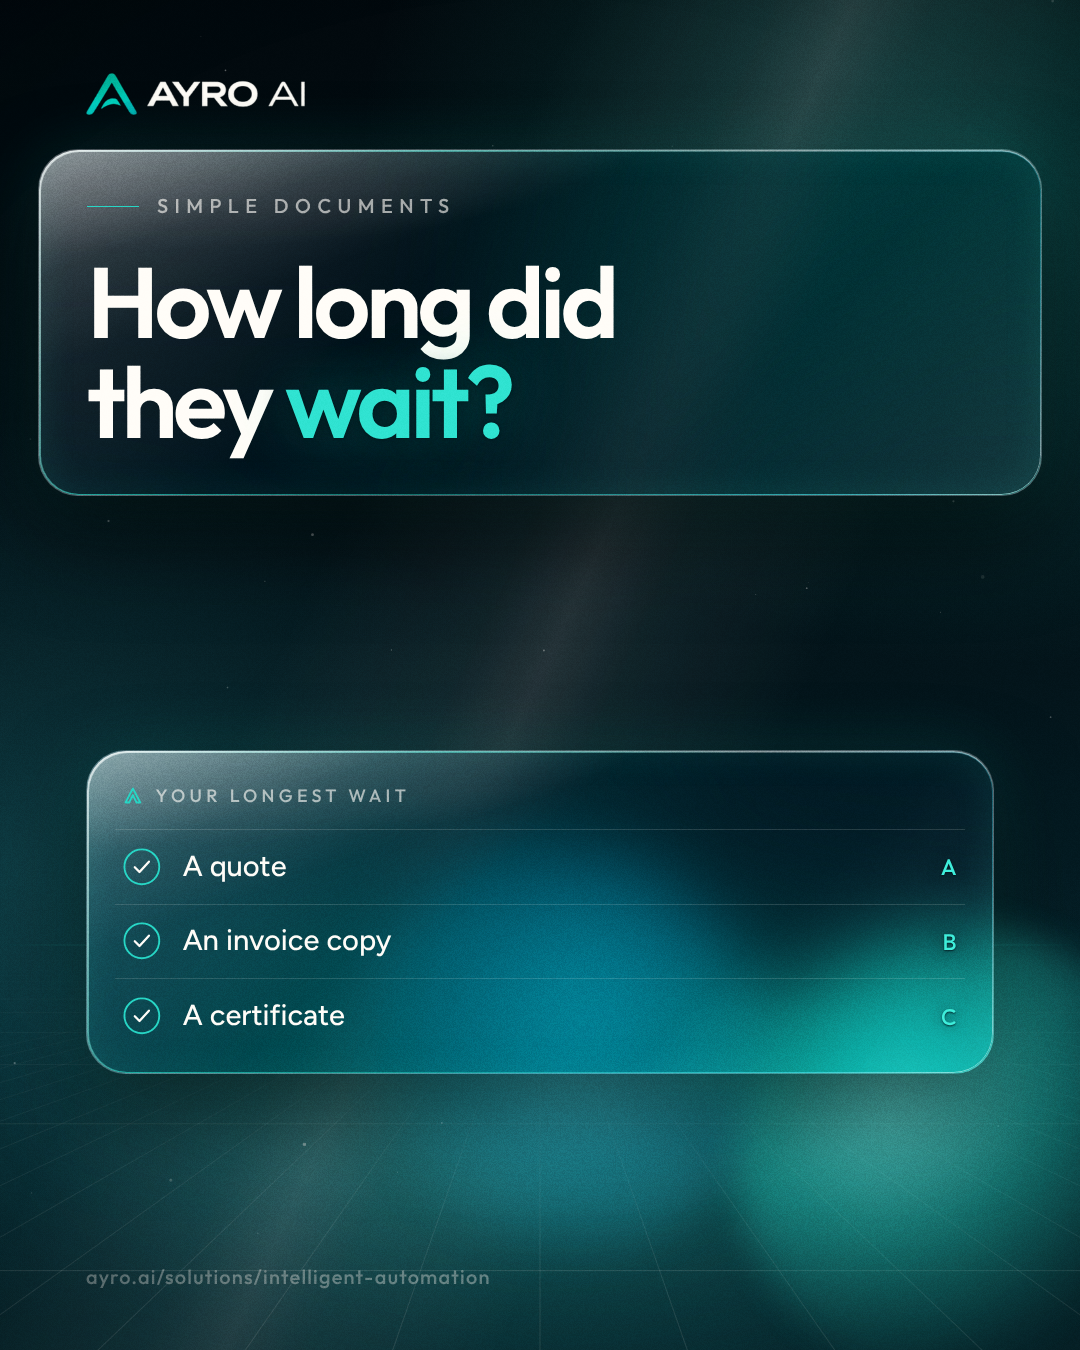 AYRO AI
SIMPLE DOCUMENTS
How long did
they wait?
YOUR LONGEST WAIT
A quote A
An invoice copy B
A certificate C
ayro.ai/solutions/intelligent-automation